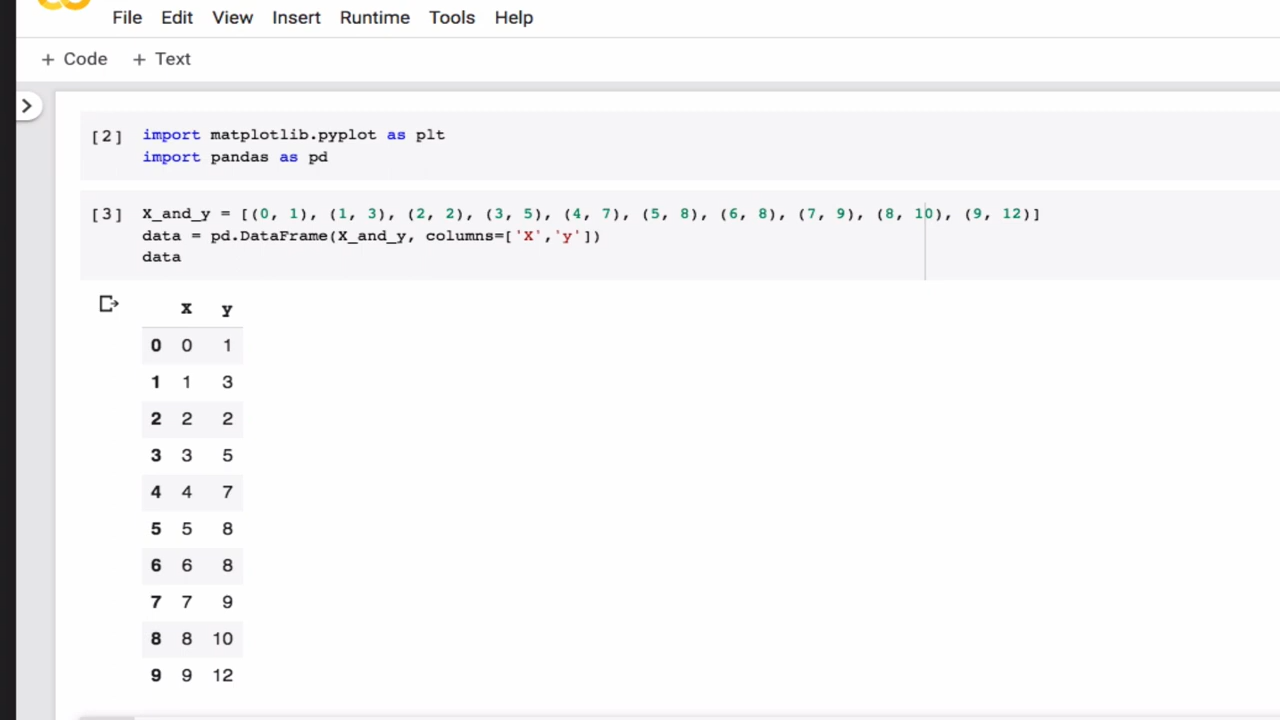 File Edit View Insert Runtime Tools Help
+ Code + Text
[2] import matplotlib.pyplot as plt
import pandas as pd
[3] X_and_y = [(0, 1), (1, 3), (2, 2), (3, 5), (4, 7), (5, 8), (6, 8), (7, 9), (8, 10), (9, 12)]
data = pd.DataFrame(X_and_y, columns=['X','y'])
data
X y
0 0 1
1 1 3
2 2 2
3 3 5
4 4 7
5 5 8
6 6 8
7 7 9
8 8 10
9 9 12